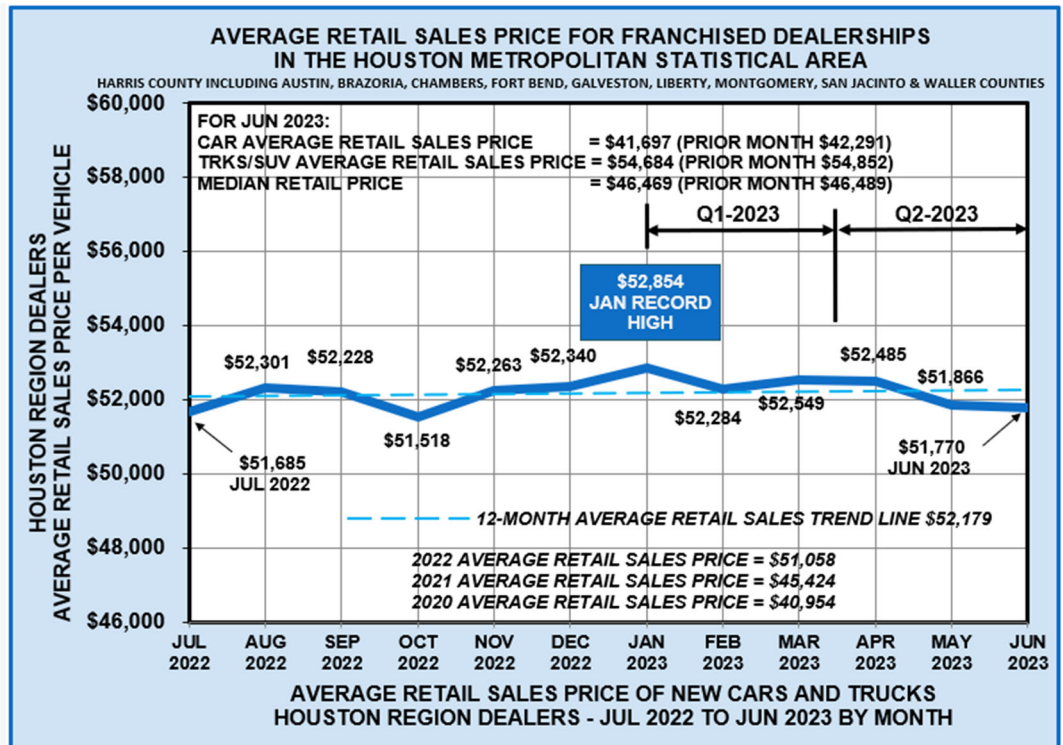 AVERAGE RETAIL SALES PRICE FOR FRANCHISED DEALERSHIPS
IN THE HOUSTON METROPOLITAN STATISTICAL AREA
HARRIS COUNTY INCLUDING AUSTIN, BRAZORIA, CHAMBERS, FORT BEND, GALVESTON, LIBERTY, MONTGOMERY, SAN JACINTO & WALLER COUNTIES
HOUSTON REGION DEALERS
AVERAGE RETAIL SALES PRICE PER VEHICLE
$60,000
$58,000
$56,000
$54,000
$52,000
$50,000
$48,000
$46,000
FOR JUN 2023:
CAR AVERAGE RETAIL SALES PRICE = $41,697 (PRIOR MONTH $42,291)
TRKS/SUV AVERAGE RETAIL SALES PRICE = $54,684 (PRIOR MONTH $54,852)
MEDIAN RETAIL PRICE = $46,469 (PRIOR MONTH $46,489)
Q1-2023
Q2-2023
$52,854
JAN RECORD
HIGH
$51,685
JUL 2022
$52,301
$52,228
$51,518
$52,263
$52,340
$52,284
$52,549
$52,485
$51,866
$51,770
JUN 2023
12-MONTH AVERAGE RETAIL SALES TREND LINE $52,179
2022 AVERAGE RETAIL SALES PRICE = $51,058
2021 AVERAGE RETAIL SALES PRICE = $45,424
2020 AVERAGE RETAIL SALES PRICE = $40,954
JUL AUG SEP OCT NOV DEC JAN FEB MAR APR MAY JUN
2022 2022 2022 2022 2022 2022 2023 2023 2023 2023 2023 2023
AVERAGE RETAIL SALES PRICE OF NEW CARS AND TRUCKS
HOUSTON REGION DEALERS - JUL 2022 TO JUN 2023 BY MONTH